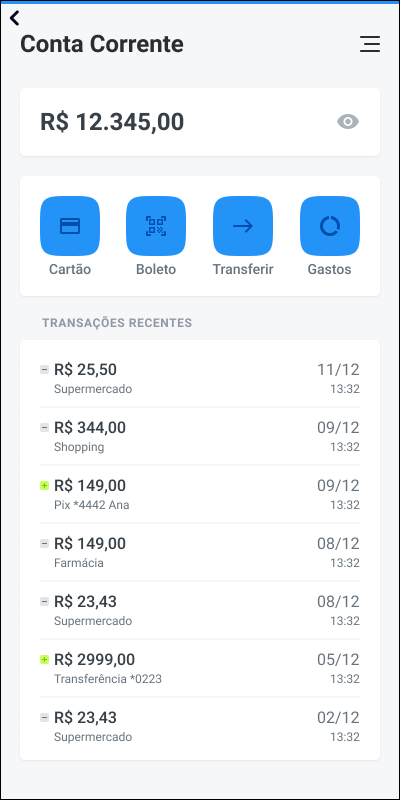 Conta Corrente
R$ 12.345,00
Cartão Boleto Transferir Gastos
TRANSAÇÕES RECENTES
R$ 25,50 11/12
Supermercado 13:32
R$ 344,00 09/12
Shopping 13:32
R$ 149,00 09/12
Pix *4442 Ana 13:32
R$ 149,00 08/12
Farmácia 13:32
R$ 23,43 08/12
Supermercado 13:32
R$ 2999,00 05/12
Transferência *0223 13:32
R$ 23,43 02/12
Supermercado 13:32